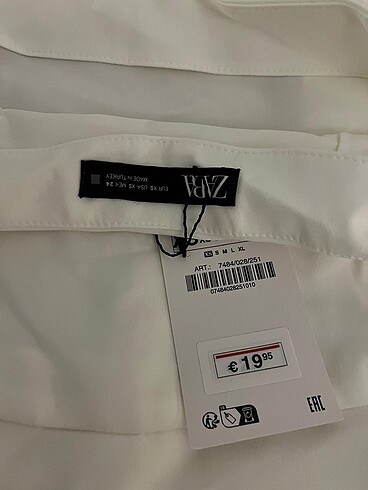 ZARA
EUR XS USA XS MEX 24
MADE IN TURKEY
XS S M L XL
ART.: 7484/028/251
07484028251010
€ 19 95
EAC